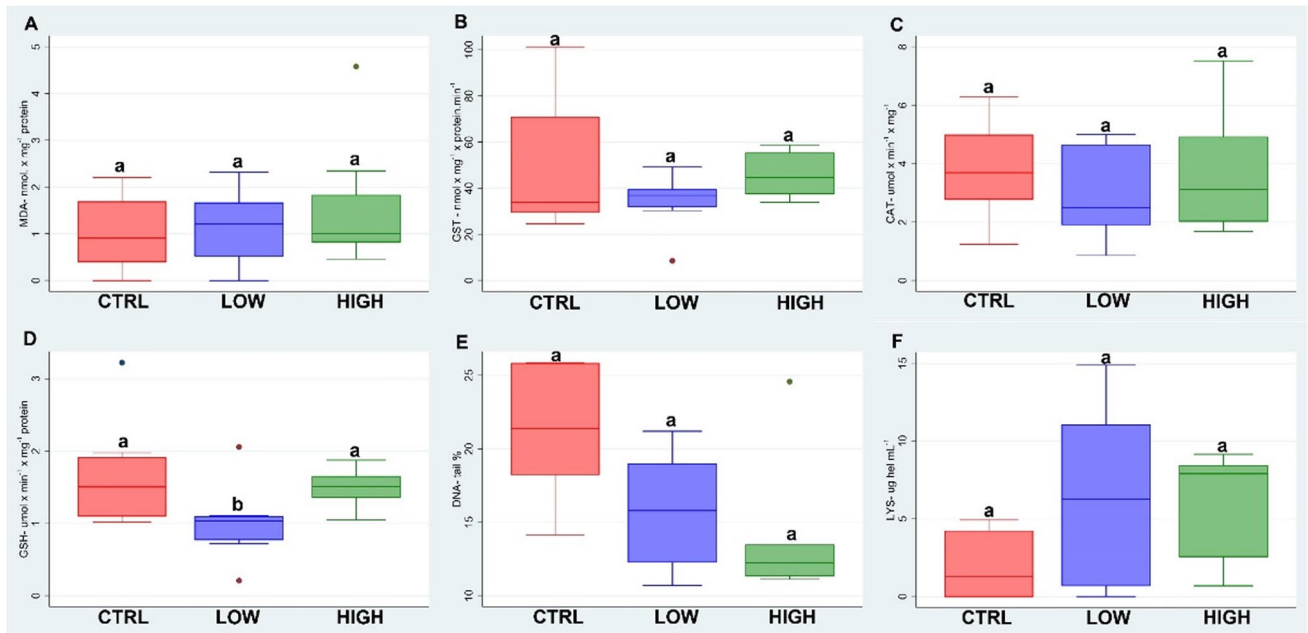 A
MDA- nmol. x mg⁻¹ protein
5
4
3
2
1
0
a
a
a
CTRL
LOW
HIGH
B
GST - nmol x mg⁻¹ x protein.min⁻¹
100
80
60
40
20
0
a
a
a
CTRL
LOW
HIGH
C
CAT- umol x min⁻¹ x mg⁻¹
8
6
4
2
0
a
a
a
CTRL
LOW
HIGH
D
GSH- umol x min⁻¹ x mg⁻¹ protein
3
2
1
0
a
b
a
CTRL
LOW
HIGH
E
DNA- tail %
25
20
15
10
a
a
a
CTRL
LOW
HIGH
F
LYS- ug hel mL⁻¹
15
10
5
0
a
a
a
CTRL
LOW
HIGH